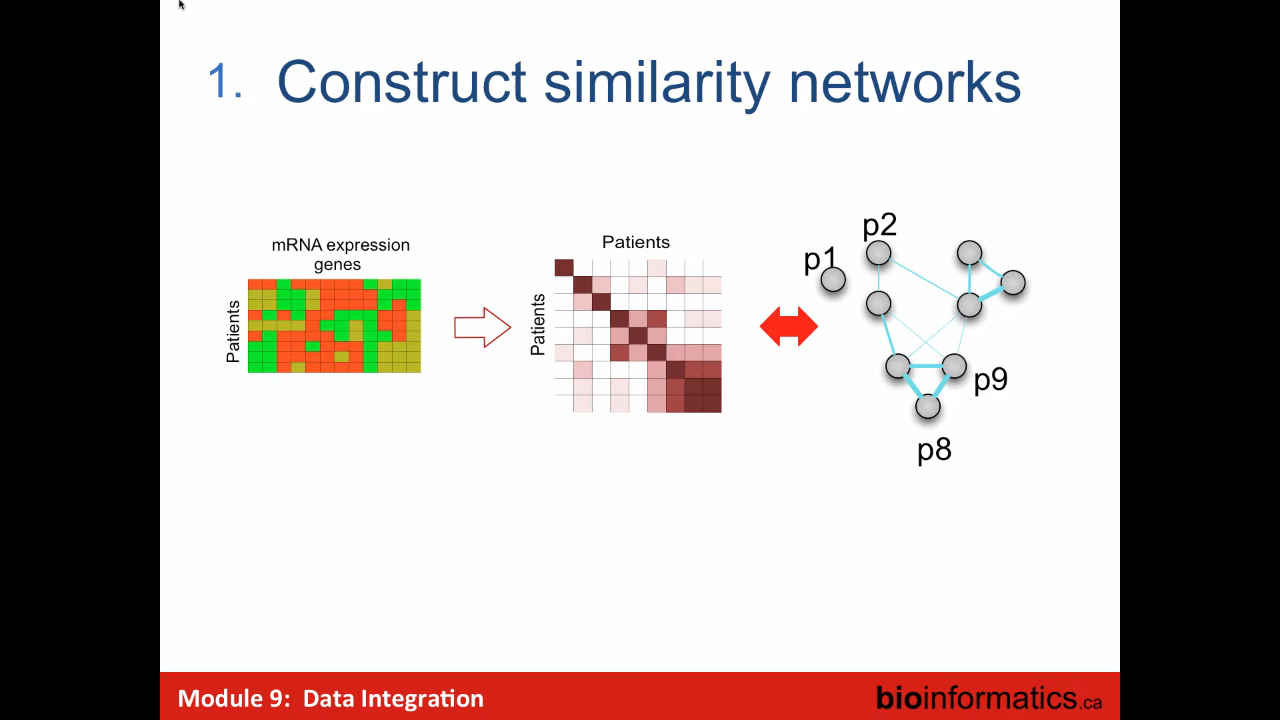 1. Construct similarity networks
mRNA expression
genes
Patients
Patients
Patients
p1
p2
p9
p8
Module 9: Data Integration
bioinformatics.ca